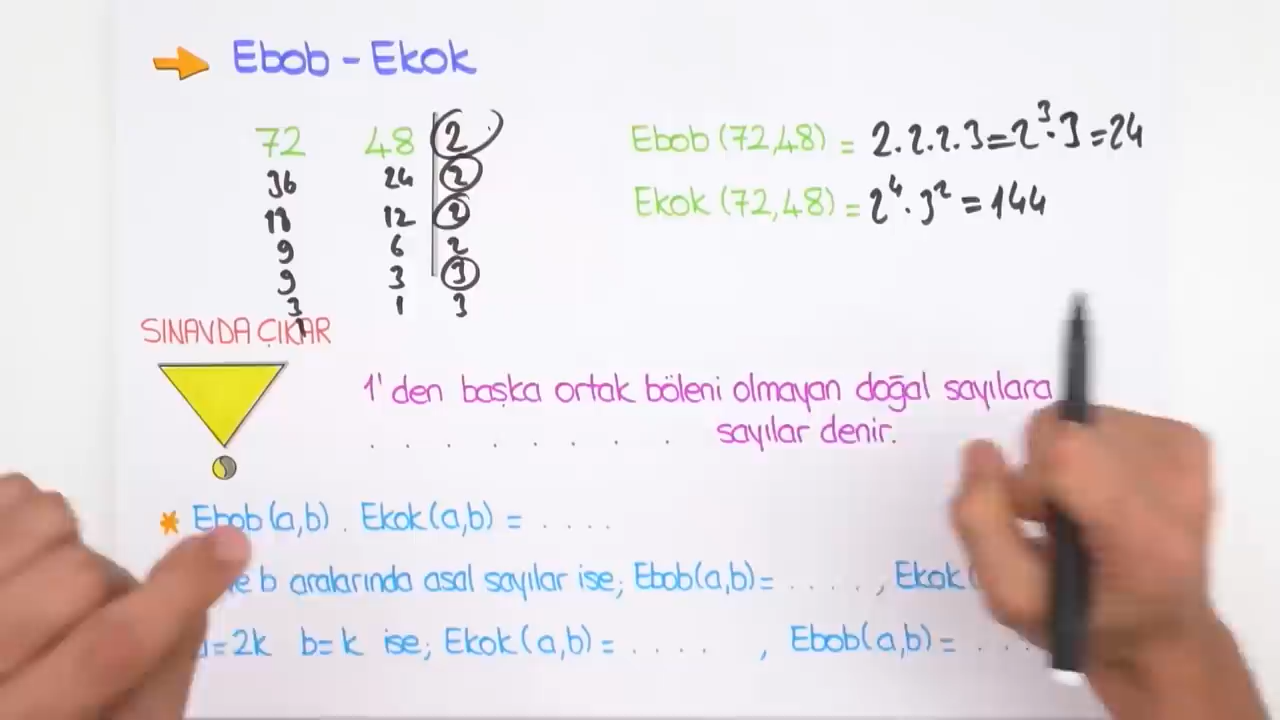 Ebob - Ekok
72 48 2
36 24 2
18 12 2
9 6 2
9 3 3
3 1 3
1
Ebob (72,48) = 2.2.2.3=2³.3=24
Ekok (72,48) = 2⁴.3²=144
SINAVDA ÇIKAR
1'den başka ortak böleni olmayan doğal sayılara
. . . . . . . . sayılar denir.
* Ebob(a,b) . Ekok(a,b) = . . . .
b aralarında asal sayılar ise; Ebob(a,b)= . . . . . , Ekok(
=2k b=k ise; Ekok(a,b)= . . . . , Ebob(a,b)= . . .